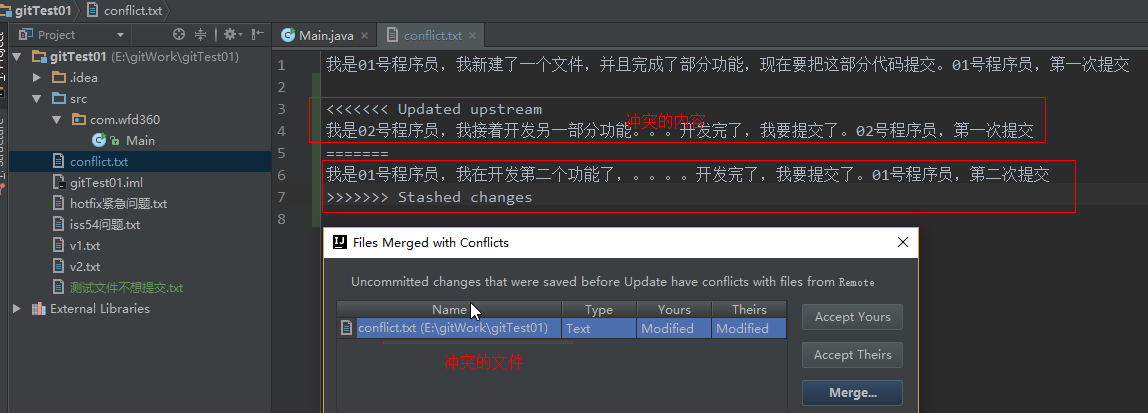 gitTest01 conflict.txt
Project
Main.java conflict.txt
gitTest01 (E:\gitWork\gitTest01)
.idea
src
com.wfd360
Main
conflict.txt
gitTest01.iml
hotfix紧急问题.txt
iss54问题.txt
v1.txt
v2.txt
测试文件不想提交.txt
External Libraries
1 我是01号程序员，我新建了一个文件，并且完成了部分功能，现在要把这部分代码提交。01号程序员，第一次提交
2
3 <<<<<<< Updated upstream
冲突的内容
4 我是02号程序员，我接着开发另一部分功能。。。开发完了，我要提交了。02号程序员，第一次提交
5 =======
6 我是01号程序员，我在开发第二个功能了，。。。。开发完了，我要提交了。01号程序员，第二次提交
7 >>>>>>> Stashed changes
8
Files Merged with Conflicts
Uncommitted changes that were saved before Update have conflicts with files from Remote
Name Type Yours Theirs
conflict.txt (E:\gitWork\gitTest01) Text Modified Modified
冲突的文件
Accept Yours
Accept Theirs
Merge...